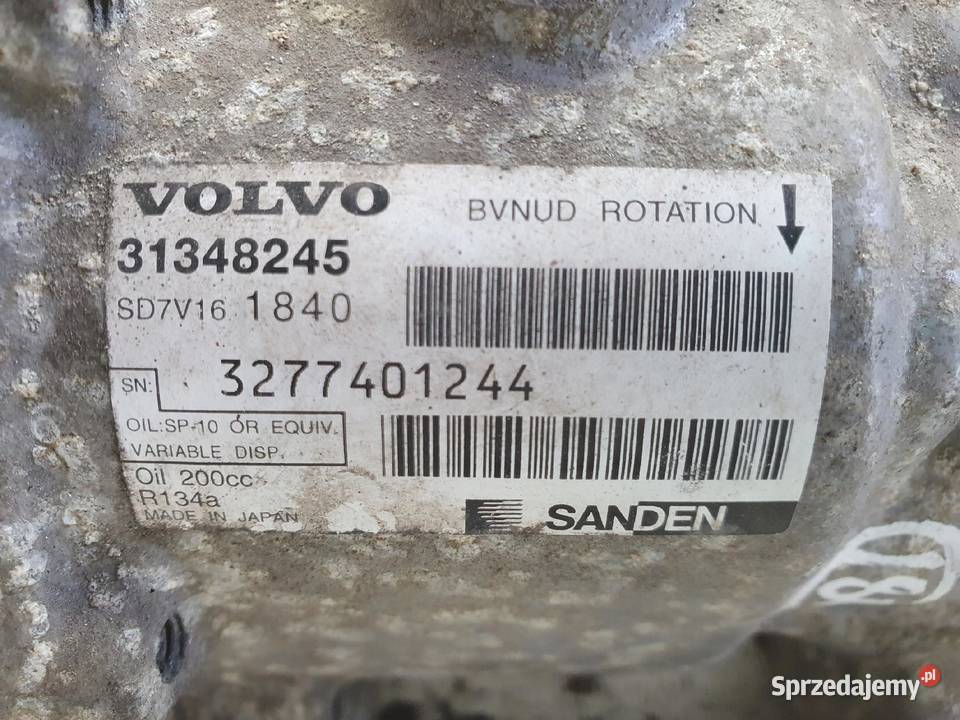 VOLVO
BVNUD ROTATION
31348245
SD7V16 1840
SN: 3277401244
OIL:SP-10 OR EQUIV.
VARIABLE DISP.
Oil 200cc
R134a
MADE IN JAPAN
SANDEN
Sprzedajemy.pl